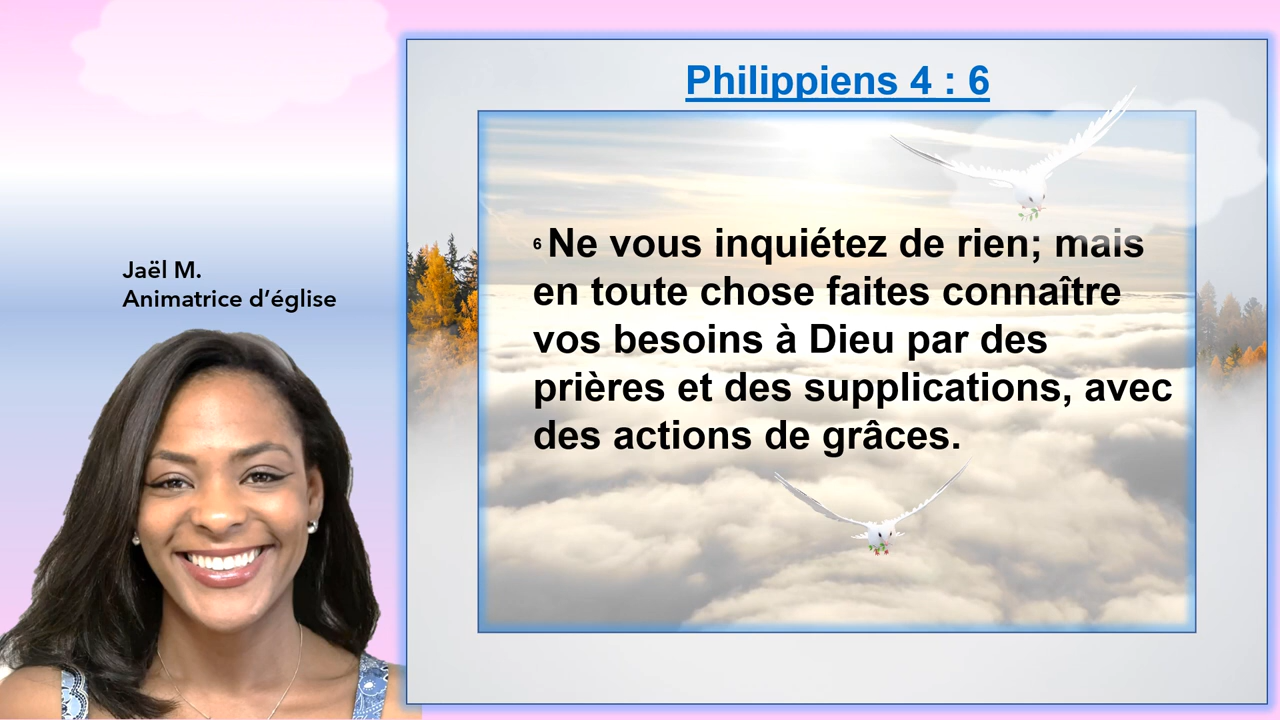 Philippiens 4 : 6
6 Ne vous inquiétez de rien; mais
en toute chose faites connaître
vos besoins à Dieu par des
prières et des supplications, avec
des actions de grâces.
Jaël M.
Animatrice d’église